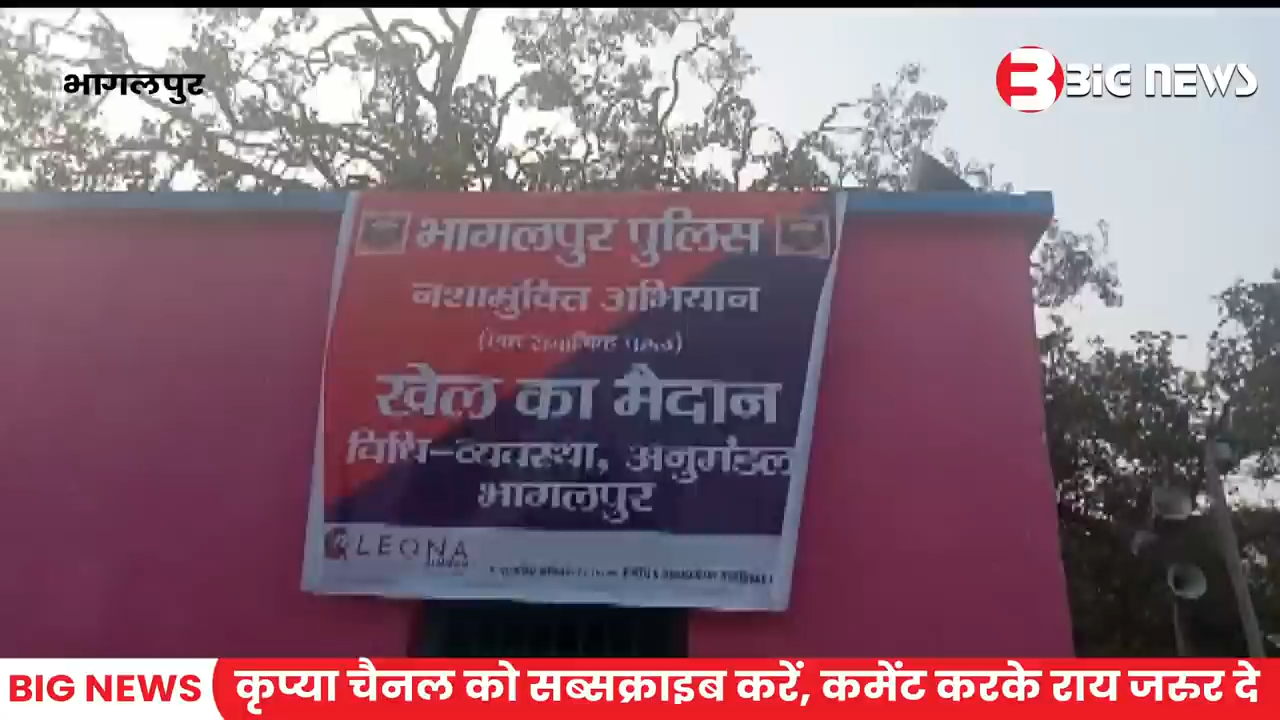 भागलपुर
3 BIG NEWS
भागलपुर पुलिस
नशामुक्ति अभियान
खेल का मैदान
विधि-व्यवस्था, अनुमंडल
भागलपुर
LEONA
BIG NEWS
कृप्या चैनल को सब्सक्राइब करें, कमेंट करके राय जरुर दे